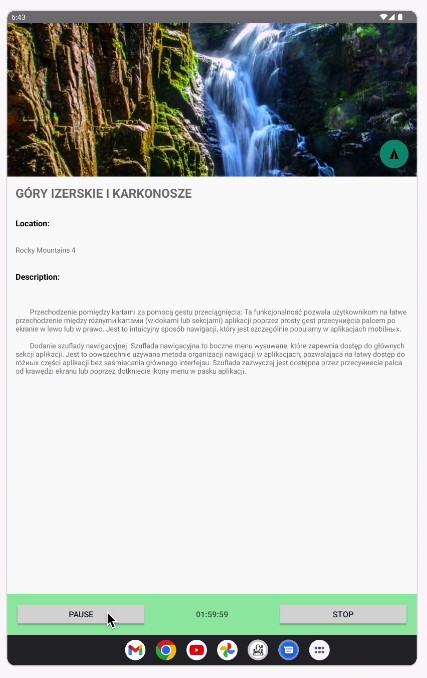 6:43
GÓRY IZERSKIE I KARKONOSZE
Location:
Rocky Mountains 4
Description:
Przechodzenie pomiędzy kartami za pomocą gestu przeciągnięcia: Ta funkcjonalność pozwala użytkownikom na łatwe
przechodzenie między różnymi kartami (widokami lub sekcjami) aplikacji poprzez prosty gest przesunięcia palcem po
ekranie w lewo lub w prawo. Jest to intuicyjny sposób nawigacji, który jest szczególnie popularny w aplikacjach mobilnych.
Dodanie szuflady nawigacyjnej: Szuflada nawigacyjna to boczne menu wysuwane, które zapewnia dostęp do głównych
sekcji aplikacji. Jest to powszechnie używana metoda organizacji nawigacji w aplikacjach, pozwalająca na łatwy dostęp do
różnych części aplikacji bez zaśmiecania głównego interfejsu. Szuflada zazwyczaj jest dostępna przez przesunięcie palca
od krawędzi ekranu lub poprzez dotknięcie ikony menu w pasku aplikacji.
PAUSE
01:59:59
STOP